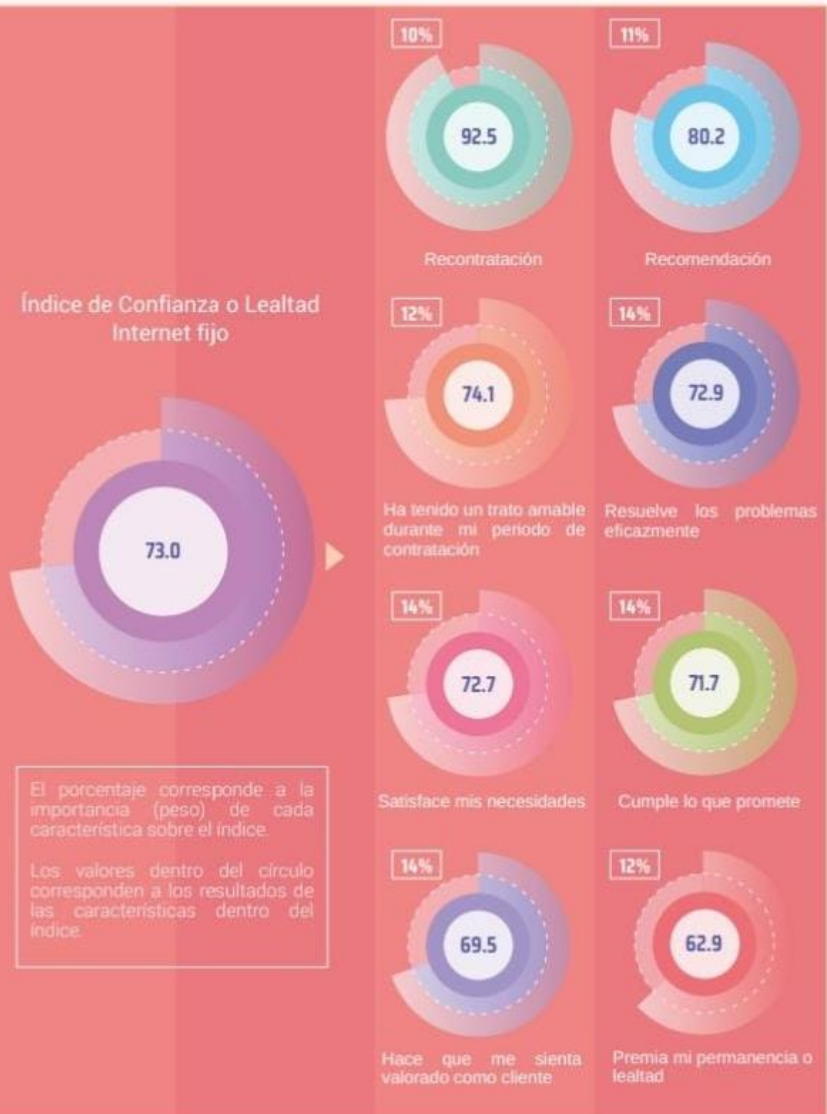 Índice de Confianza o Lealtad
Internet fijo
73.0
El porcentaje corresponde a la
importancia (peso) de cada
característica sobre el índice.
Los valores dentro del círculo
corresponden a los resultados de
las características dentro del
índice.
10%
92.5
Recontratación
11%
80.2
Recomendación
12%
74.1
Ha tenido un trato amable
durante mi periodo de
contratación
14%
72.9
Resuelve los problemas
eficazmente
14%
72.7
Satisface mis necesidades
14%
71.7
Cumple lo que promete
14%
69.5
Hace que me sienta
valorado como cliente
12%
62.9
Premia mi permanencia o
lealtad